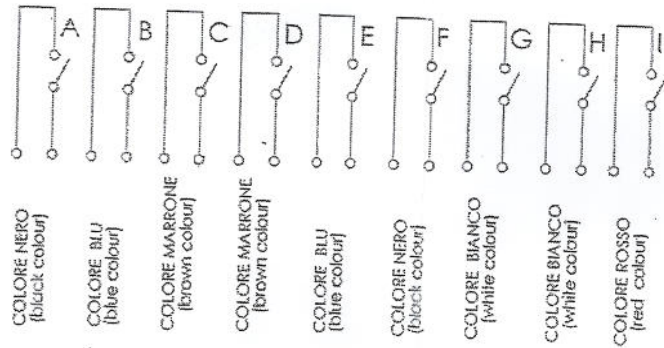 A
B
C
D
E
F
G
H
I
COLORE NERO
(black colour)
COLORE BLU
(blue colour)
COLORE MARRONE
(brown colour)
COLORE MARRONE
(brown colour)
COLORE BLU
(blue colour)
COLORE NERO
(black colour)
COLORE BIANCO
(white colour)
COLORE BIANCO
(white colour)
COLORE ROSSO
(red colour)